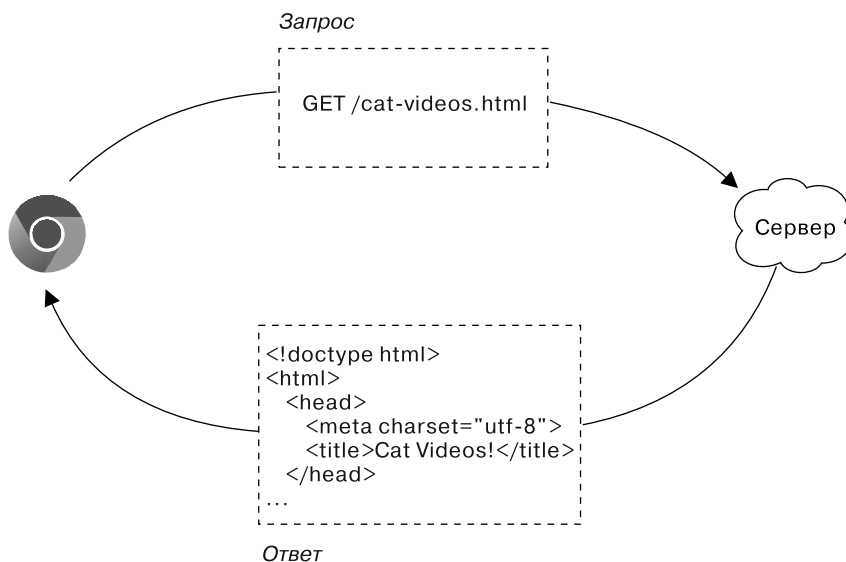 Запрос
GET /cat-videos.html
Сервер
<!doctype html>
<html>
<head>
<meta charset="utf-8">
<title>Cat Videos!</title>
</head>
...
Ответ